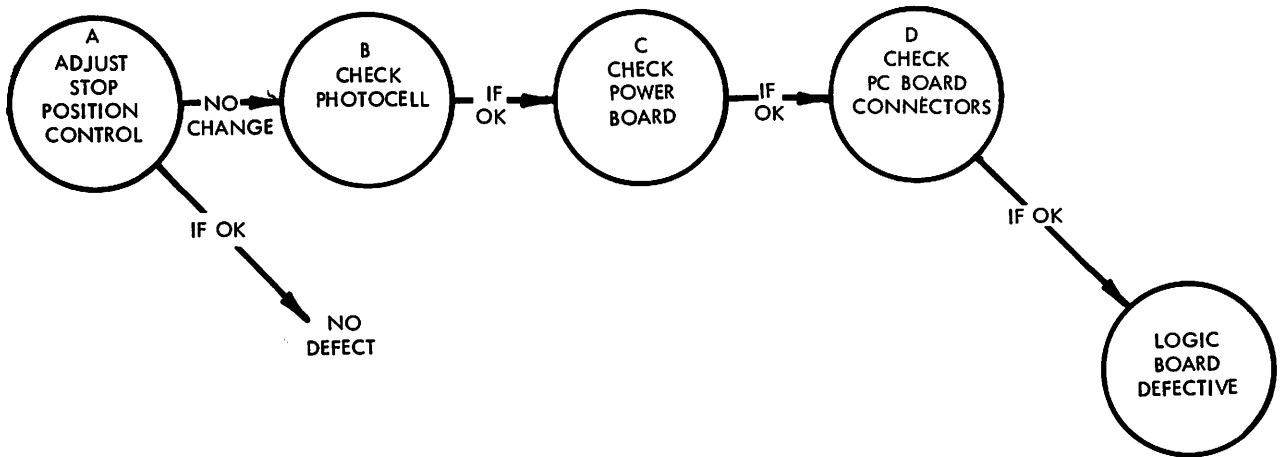 A
ADJUST
STOP
POSITION
CONTROL
NO
CHANGE
B
CHECK
PHOTOCELL
IF
OK
C
CHECK
POWER
BOARD
IF
OK
D
CHECK
PC BOARD
CONNECTORS
IF OK
NO
DEFECT
IF OK
LOGIC
BOARD
DEFECTIVE